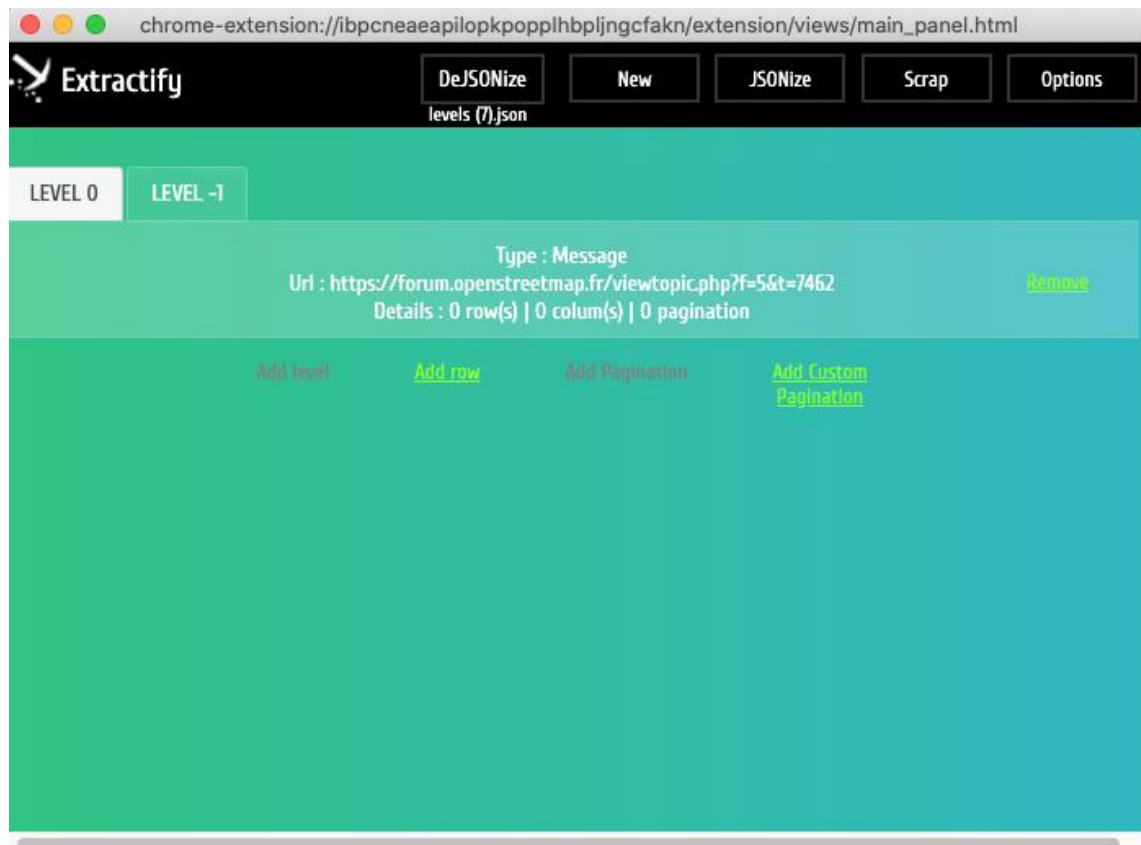 chrome-extension://ibpcneaeapilopkpopplhbpljngcfakn/extension/views/main_panel.html
Extractify
DeJSONize
New
JSONize
Scrap
Options
levels (7).json
LEVEL 0
LEVEL -1
Type : Message
Url : https://forum.openstreetmap.fr/viewtopic.php?f=5&t=7462
Remove
Details : 0 row(s) | 0 colum(s) | 0 pagination
Add level
Add row
Add Pagination
Add Custom
Pagination